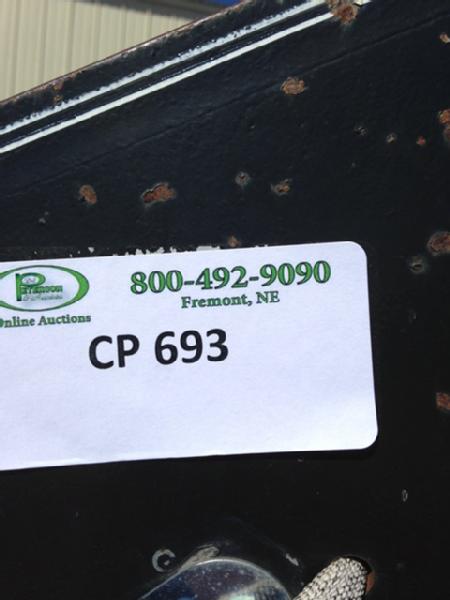 800-492-9090
Fremont, NE
Online Auctions
CP 693